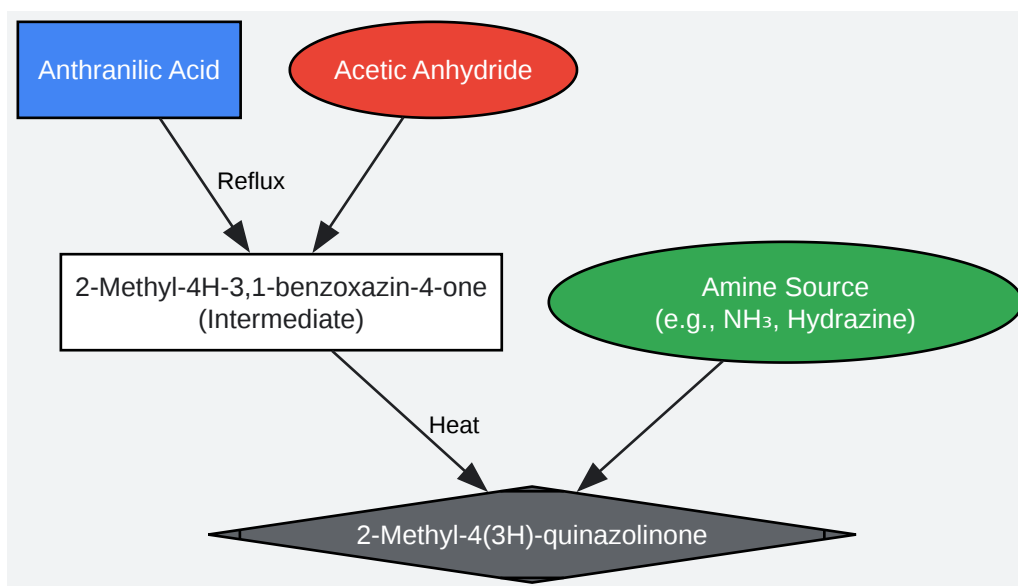 Anthranilic Acid
Acetic Anhydride
Reflux
2-Methyl-4H-3,1-benzoxazin-4-one
(Intermediate)
Amine Source
(e.g., NH₃, Hydrazine)
Heat
2-Methyl-4(3H)-quinazolinone